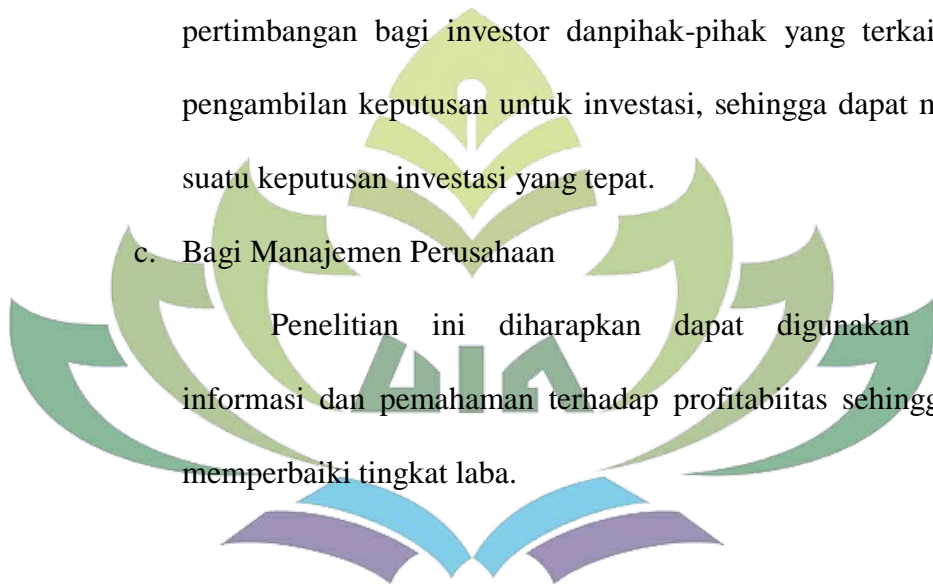 pertimbangan bagi investor danpihak-pihak yang terkai
pengambilan keputusan untuk investasi, sehingga dapat m
suatu keputusan investasi yang tepat.
c. Bagi Manajemen Perusahaan
Penelitian ini diharapkan dapat digunakan
UIN
informasi dan pemahaman terhadap profitabiitas sehingg
memperbaiki tingkat laba.